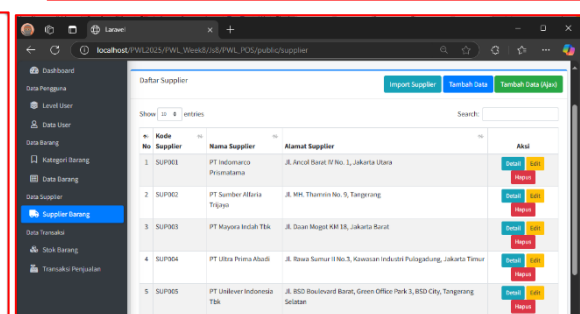 Laravel
localhost/PWL2025/PWL_Week8/Js8/PWL_POS/public/supplier
Dashboard
Data Pengguna
Level User
Data User
Data Barang
Kategori Barang
Data Barang
Data Supplier
Supplier Barang
Data Transaksi
Stok Barang
Transaksi Penjualan
Daftar Supplier
Import Supplier Tambah Data Tambah Data (Ajax)
Show 10 entries Search:
No Kode Supplier Nama Supplier Alamat Supplier Aksi
1 SUP001 PT Indomarco Prismatama Jl. Ancol Barat IV No. 1, Jakarta Utara Detail Edit Hapus
2 SUP002 PT Sumber Alfaria Trijaya Jl. MH. Thamrin No. 9, Tangerang Detail Edit Hapus
3 SUP003 PT Mayora Indah Tbk Jl. Daan Mogot KM 18, Jakarta Barat Detail Edit Hapus
4 SUP004 PT Ultra Prima Abadi Jl. Rawa Sumur II No.3, Kawasan Industri Pulogadung, Jakarta Timur Detail Edit Hapus
5 SUP005 PT Unilever Indonesia Tbk Jl. BSD Boulevard Barat, Green Office Park 3, BSD City, Tangerang Selatan Detail Edit Hapus